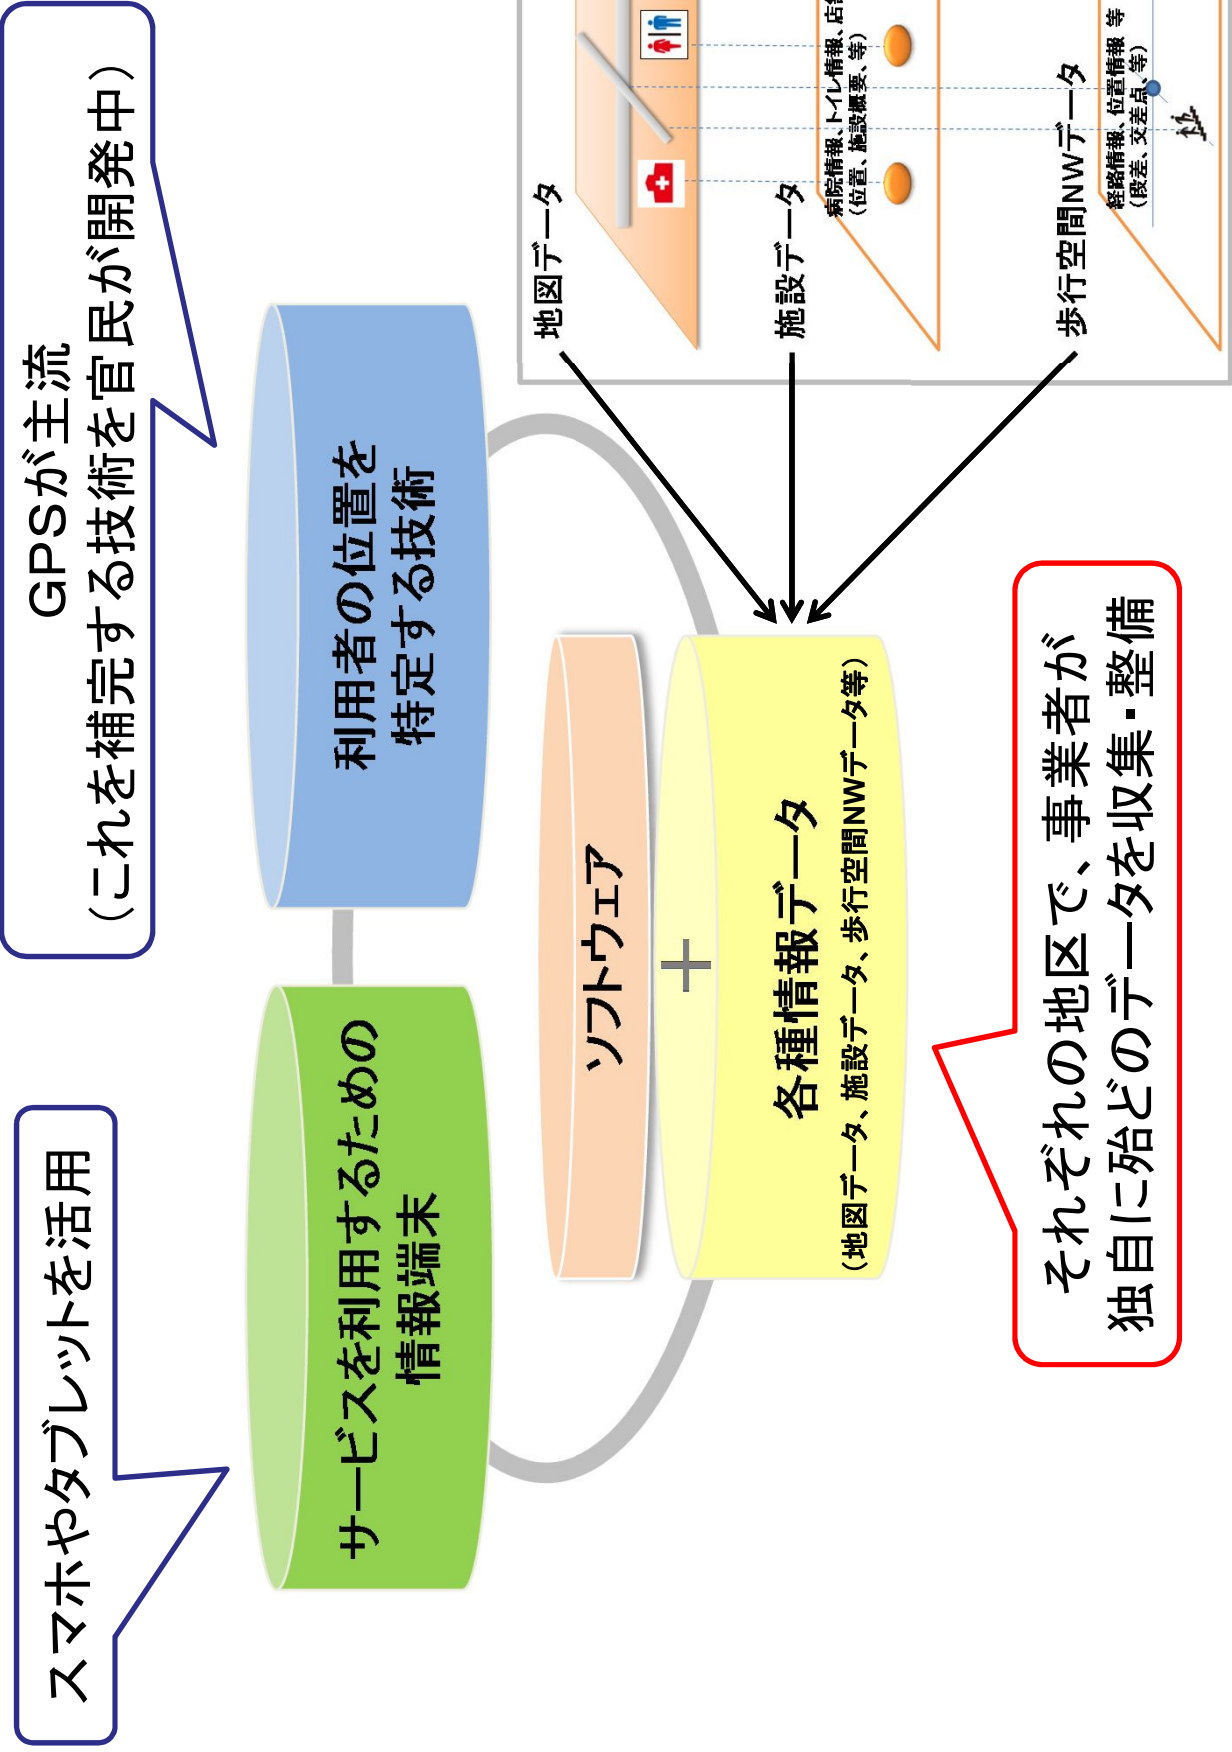 スマホやタブレットを活用
GPSが主流
（これを補完する技術を官民が開発中）
サービスを利用するための
情報端末
利用者の位置を
特定する技術
ソフトウェア
＋
各種情報データ
（地図データ、施設データ、歩行空間NWデータ等）
それぞれの地区で、事業者が
独自に殆どのデータを収集・整備
地図データ
施設データ
病院情報、トイレ情報、店
（位置、施設概要、等）
歩行空間NWデータ
経路情報、位置情報 等
（段差、交差点、等）